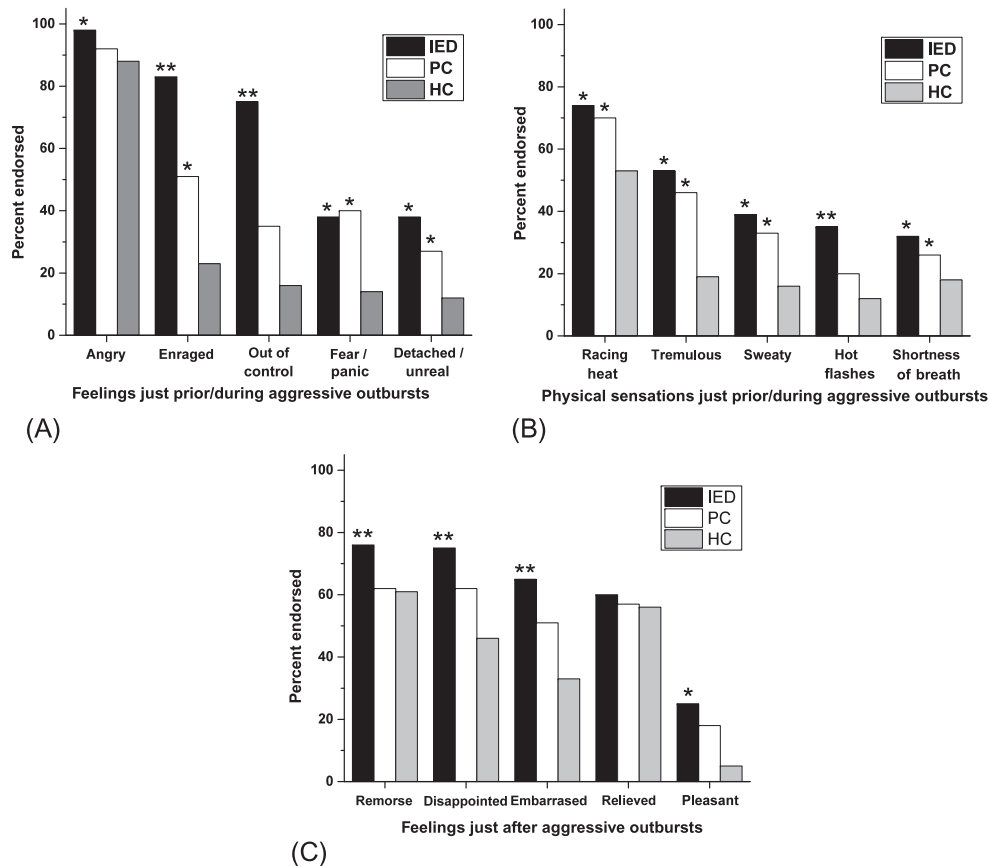 100
80
60
40
20
0
Percent endorsed
*
**
*
**
*
*
*
*
IED
PC
HC
Angry
Enraged
Out of
control
Fear /
panic
Detached /
unreal
Feelings just prior/during aggressive outbursts
(A)
100
80
60
40
20
0
Percent endorsed
*
*
*
*
*
*
**
*
*
IED
PC
HC
Racing
heat
Tremulous
Sweaty
Hot
flashes
Shortness
of breath
Physical sensations just prior/during aggressive outbursts
(B)
100
80
60
40
20
0
Percent endorsed
**
**
**
*
IED
PC
HC
Remorse
Disappointed
Embarrased
Relieved
Pleasant
Feelings just after aggressive outbursts
(C)